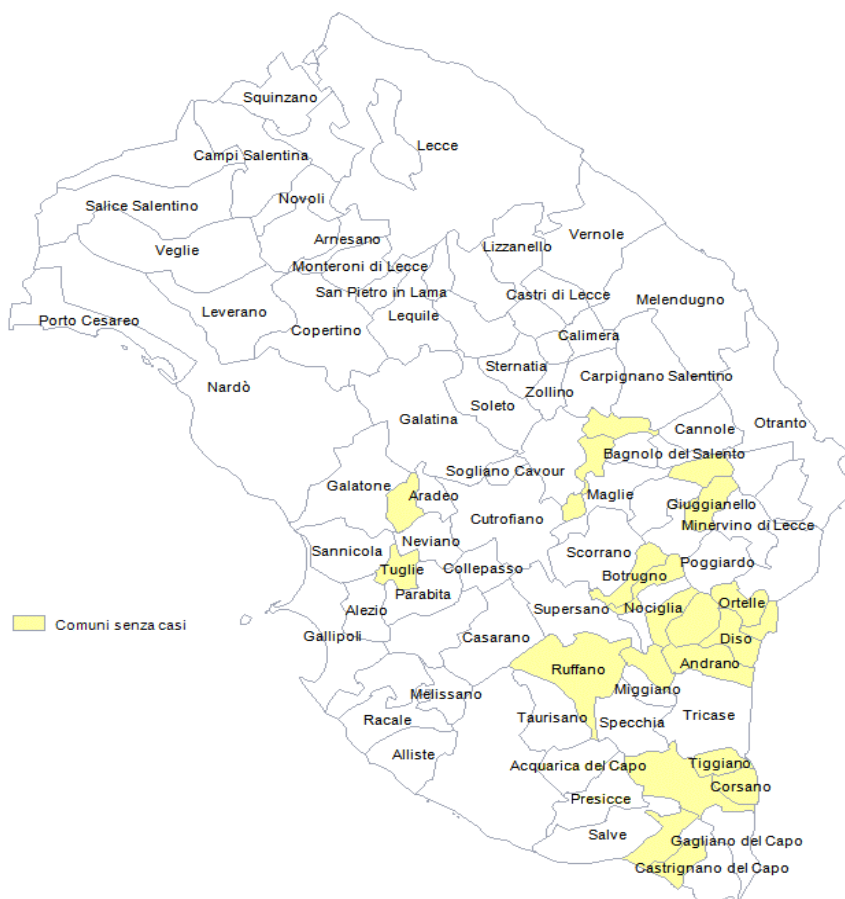 Squinzano
Lecce
Campi Salentina
Novoli
Salice Salentino
Arnesano
Vernole
Lizzanello
Veglie
Monteroni di Lecce
San Pietro in Lama
Castri di Lecce
Melendugno
Leverano
Lequile
Porto Cesareo
Copertino
Calimera
Sternatia
Carpignano Salentino
Nardò
Zollino
Soleto
Galatina
Otranto
Cannole
Bagnolo del Salento
Sogliano Cavour
Galatone
Aradeo
Maglie
Giuggianello
Cutrofiano
Minervino di Lecce
Neviano
Sannicola
Scorrano
Poggiardo
Tuglie
Collepasso
Botrugno
Parabita
Ortelle
Alezio
Supersano
Nociglia
Comuni senza casi
Gallipoli
Casarano
Diso
Andrano
Ruffano
Miggiano
Melissano
Tricase
Racale
Taurisano
Specchia
Alliste
Acquarica del Capo
Tiggiano
Corsano
Presicce
Salve
Gagliano del Capo
Castrignano del Capo